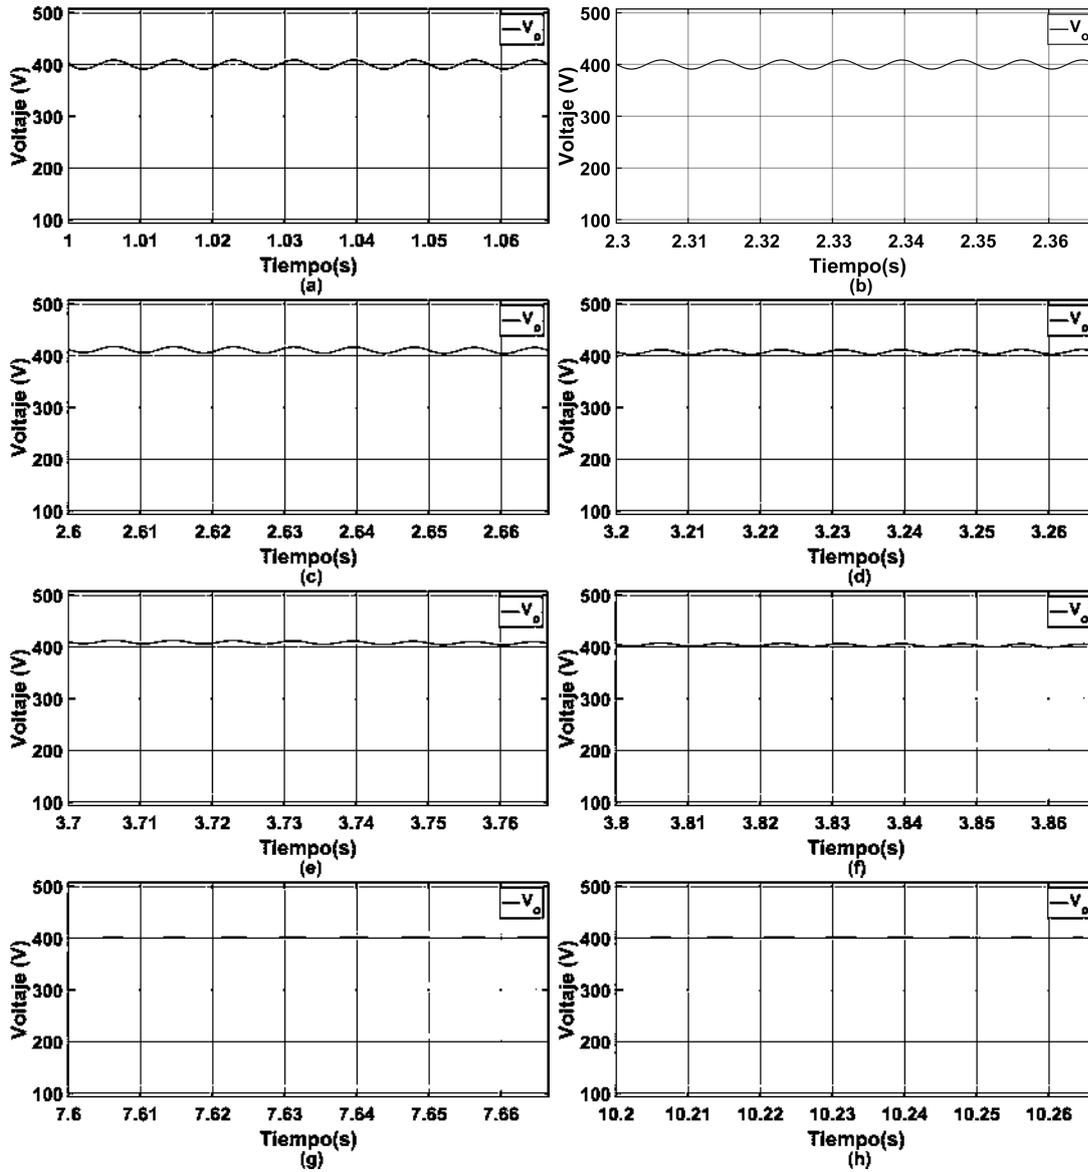 500
400
300
200
100
Voltaje (V)
V o
1 1.01 1.02 1.03 1.04 1.05 1.06
Tiempo(s)
(a)
500
400
300
200
100
Voltaje (V)
V o
2.3 2.31 2.32 2.33 2.34 2.35 2.36
Tiempo(s)
(b)
500
400
300
200
100
Voltaje (V)
V o
2.6 2.61 2.62 2.63 2.64 2.65 2.66
Tiempo(s)
(c)
500
400
300
200
100
Voltaje (V)
V o
3.2 3.21 3.22 3.23 3.24 3.25 3.26
Tiempo(s)
(d)
500
400
300
200
100
Voltaje (V)
V o
3.7 3.71 3.72 3.73 3.74 3.75 3.76
Tiempo(s)
(e)
500
400
300
200
100
Voltaje (V)
V o
3.8 3.81 3.82 3.83 3.84 3.85 3.86
Tiempo(s)
(f)
500
400
300
200
100
Voltaje (V)
V o
7.6 7.61 7.62 7.63 7.64 7.65 7.66
Tiempo(s)
(g)
500
400
300
200
100
Voltaje (V)
V o
10.2 10.21 10.22 10.23 10.24 10.25 10.26
Tiempo(s)
(h)